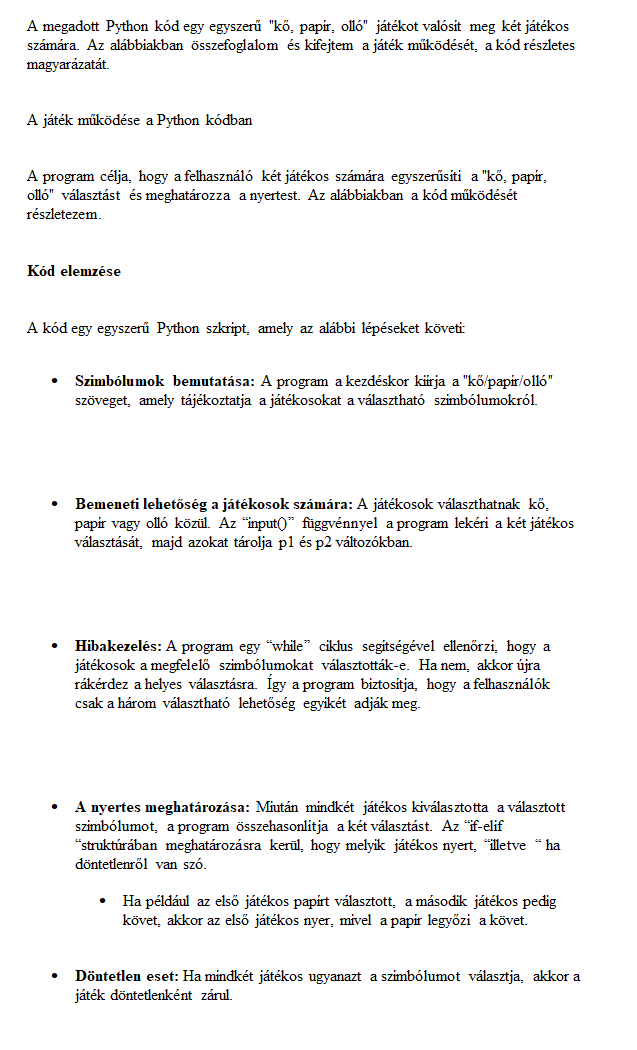 A megadott Python kód egy egyszerű "kő, papír, olló" játékot valósít meg két játékos
számára. Az alábbiakban összefoglalom és kifejtem a játék működését, a kód részletes
magyarázatát.
A játék működése a Python kódban
A program célja, hogy a felhasználó két játékos számára egyszerűsíti a "kő, papír,
olló" választást és meghatározza a nyertest. Az alábbiakban a kód működését
részletezem.
Kód elemzése
A kód egy egyszerű Python szkript, amely az alábbi lépéseket követi:
• Szimbólumok bemutatása: A program a kezdéskor kiírja a "kő/papír/olló"
szöveget, amely tájékoztatja a játékosokat a választható szimbólumokról.
• Bemeneti lehetőség a játékosok számára: A játékosok választhatnak kő,
papír vagy olló közül. Az “input()” függvénnyel a program lekéri a két játékos
választását, majd azokat tárolja p1 és p2 változókban.
• Hibakezelés: A program egy “while” ciklus segítségével ellenőrzi, hogy a
játékosok a megfelelő szimbólumokat választották-e. Ha nem, akkor újra
rákérdez a helyes választásra. Így a program biztosítja, hogy a felhasználók
csak a három választható lehetőség egyikét adják meg.
• A nyertes meghatározása: Miután mindkét játékos kiválasztotta a választott
szimbólumot, a program összehasonlítja a két választást. Az “if-elif
“struktúrában meghatározásra kerül, hogy melyik játékos nyert, “illetve “ ha
döntetlenről van szó.
• Ha például az első játékos papírt választott, a második játékos pedig
követ, akkor az első játékos nyer, mivel a papír legyőzi a követ.
• Döntetlen eset: Ha mindkét játékos ugyanazt a szimbólumot választja, akkor a
játék döntetlenként zárul.